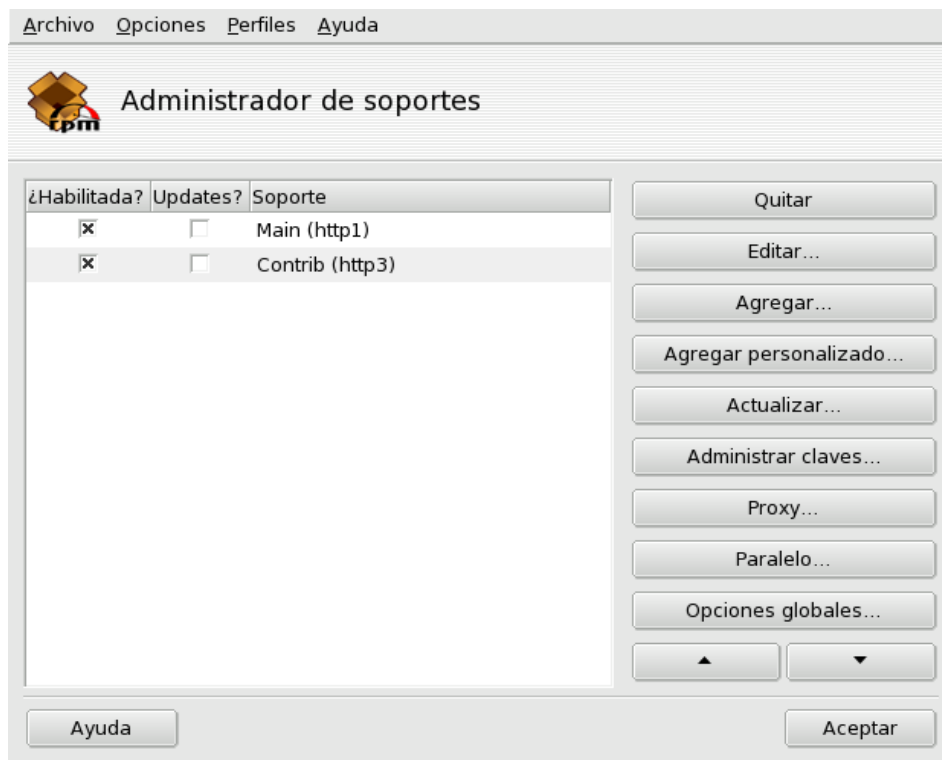 Archivo Opciones Perfiles Ayuda
rpm
Administrador de soportes
¿Habilitada? Updates? Soporte
Main (http1)
Contrib (http3)
Quitar
Editar...
Agregar...
Agregar personalizado...
Actualizar...
Administrar claves...
Proxy...
Paralelo...
Opciones globales...
Ayuda
Aceptar